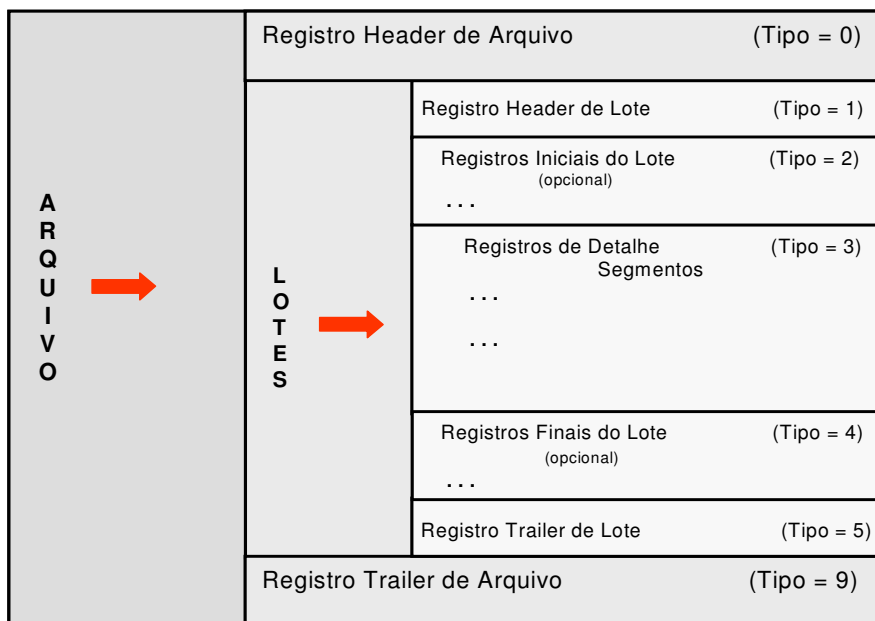 Registro Header de Arquivo (Tipo = 0)
Registro Header de Lote (Tipo = 1)
Registros Iniciais do Lote (Tipo = 2)
(opcional)
...
ARQUIVO
LOTES
Registros de Detalhe (Tipo = 3)
Segmentos
...
...
Registros Finais do Lote (Tipo = 4)
(opcional)
...
Registro Trailer de Lote (Tipo = 5)
Registro Trailer de Arquivo (Tipo = 9)